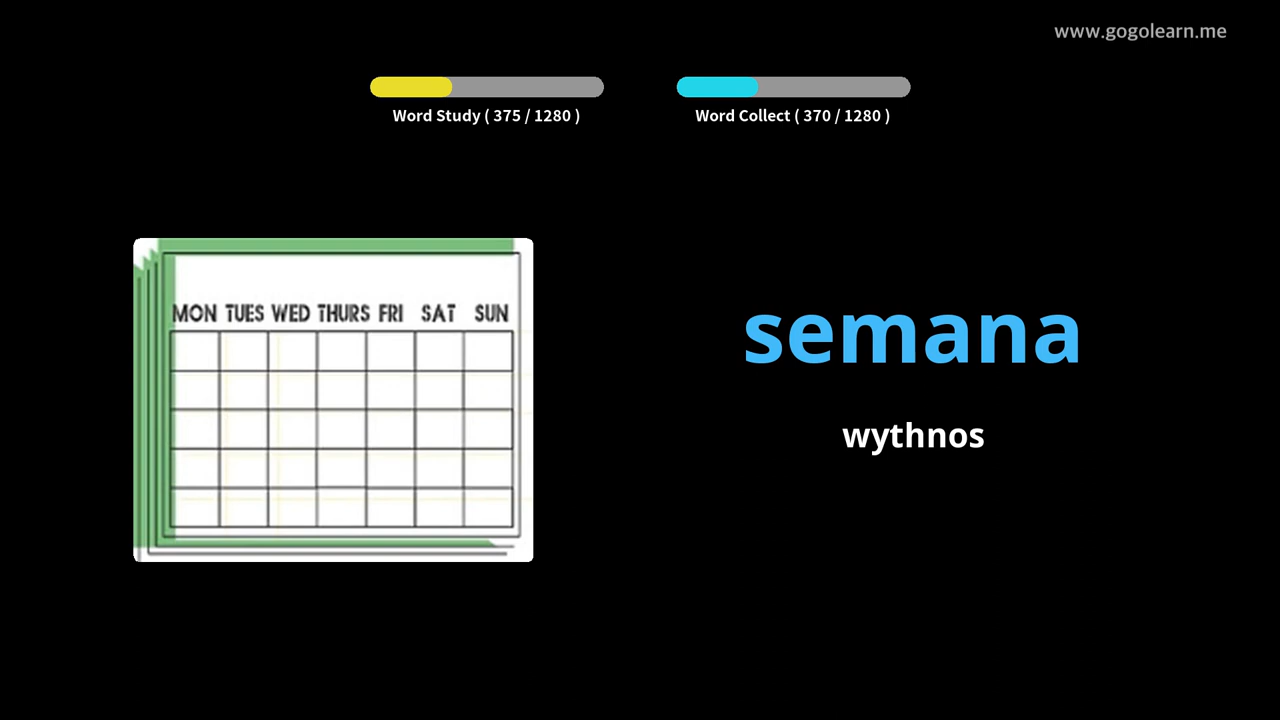 www.gogolearn.me
Word Study ( 375 / 1280 )
Word Collect ( 370 / 1280 )
MON TUES WED THURS FRI SAT SUN
semana
wythnos